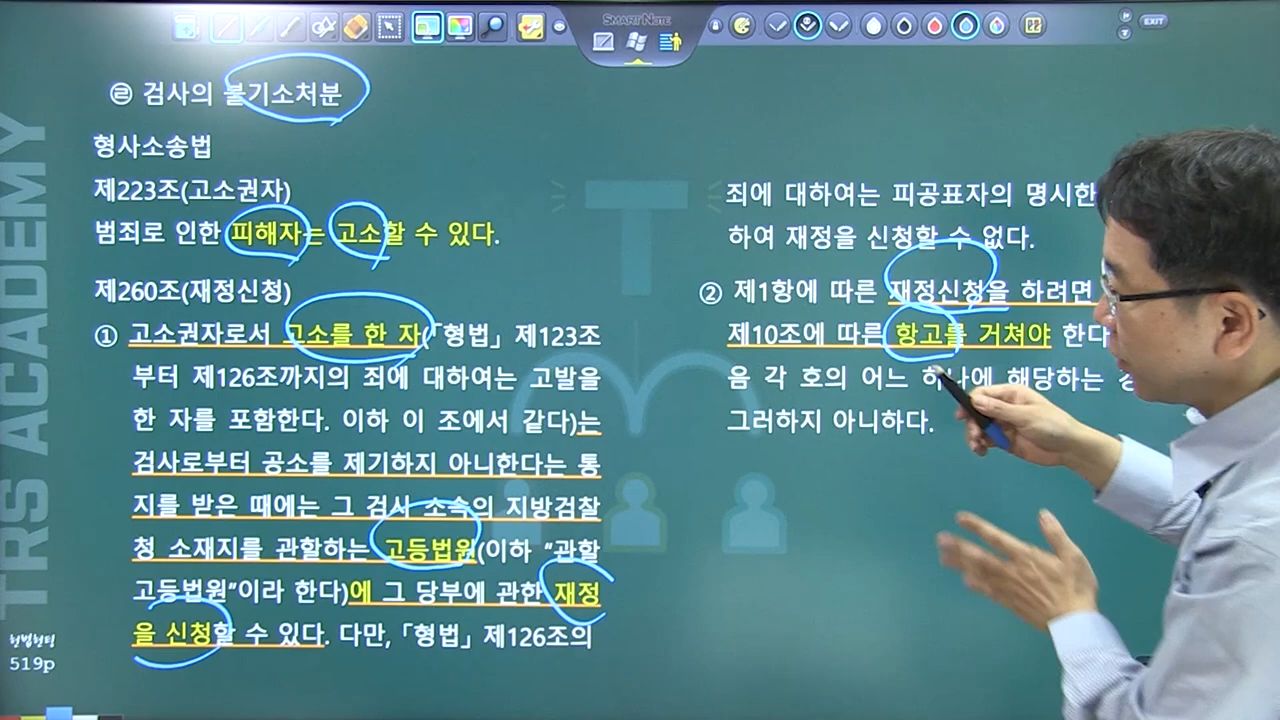 SMART NOTE
EXIT
㉣ 검사의 불기소처분
형사소송법
제223조(고소권자)
범죄로 인한 피해자는 고소할 수 있다.
제260조(재정신청)
① 고소권자로서 고소를 한 자(「형법」 제123조
부터 제126조까지의 죄에 대하여는 고발을
한 자를 포함한다. 이하 이 조에서 같다)는
검사로부터 공소를 제기하지 아니한다는 통
지를 받은 때에는 그 검사 소속의 지방검찰
청 소재지를 관할하는 고등법원(이하 “관할
고등법원”이라 한다)에 그 당부에 관한 재정
을 신청할 수 있다. 다만, 「형법」 제126조의
죄에 대하여는 피공표자의 명시한
하여 재정을 신청할 수 없다.
② 제1항에 따른 재정신청을 하려면
제10조에 따른 항고를 거쳐야 한다
음 각 호의 어느 하나에 해당하는
그러하지 아니하다.
TRS ACADEMY
519p